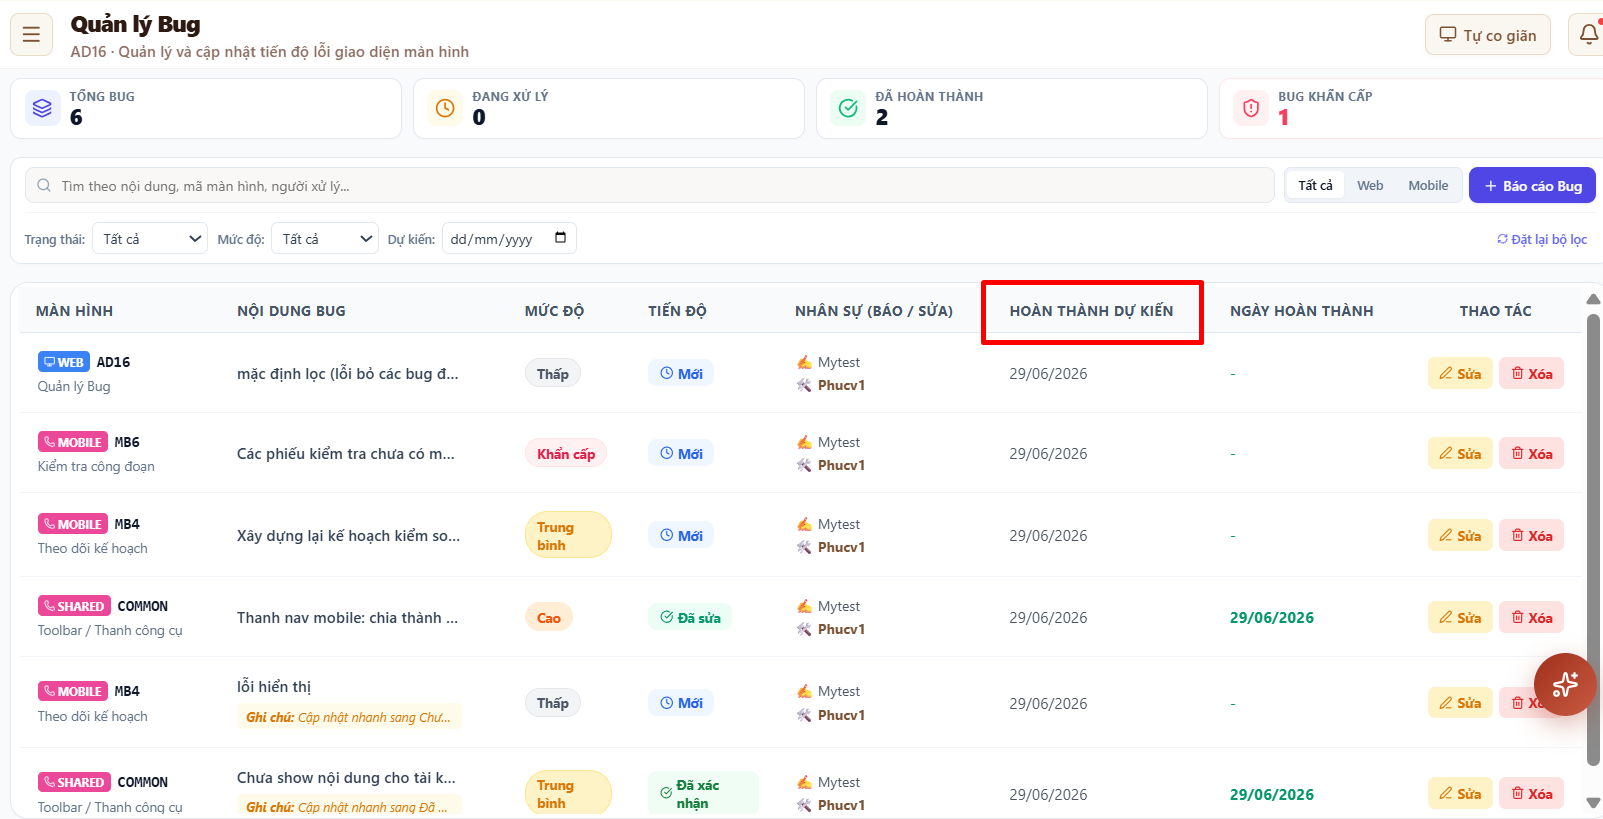 Quản lý Bug
AD16 · Quản lý và cập nhật tiến độ lỗi giao diện màn hình
Tự co giãn
TỔNG BUG
6
ĐANG XỬ LÝ
0
ĐÃ HOÀN THÀNH
2
BUG KHẨN CẤP
1
Tìm theo nội dung, mã màn hình, người xử lý...
Tất cả Web Mobile
+ Báo cáo Bug
Trạng thái: Tất cả Mức độ: Tất cả Dự kiến: dd/mm/yyyy
Đặt lại bộ lọc
MÀN HÌNH NỘI DUNG BUG MỨC ĐỘ TIẾN ĐỘ NHÂN SỰ (BÁO / SỬA) HOÀN THÀNH DỰ KIẾN NGÀY HOÀN THÀNH THAO TÁC
WEB AD16
Quản lý Bug
mặc định lọc (lỗi bỏ các bug đ...
Thấp
Mới
Mytest
Phucv1
29/06/2026
-
Sửa Xóa
MOBILE MB6
Kiểm tra công đoạn
Các phiếu kiểm tra chưa có m...
Khẩn cấp
Mới
Mytest
Phucv1
29/06/2026
-
Sửa Xóa
MOBILE MB4
Theo dõi kế hoạch
Xây dựng lại kế hoạch kiểm so...
Trung
bình
Mới
Mytest
Phucv1
29/06/2026
-
Sửa Xóa
SHARED COMMON
Toolbar / Thanh công cụ
Thanh nav mobile: chia thành ...
Cao
Đã sửa
Mytest
Phucv1
29/06/2026
29/06/2026
Sửa Xóa
MOBILE MB4
Theo dõi kế hoạch
lỗi hiển thị
Ghi chú: Cập nhật nhanh sang Chư...
Thấp
Mới
Mytest
Phucv1
29/06/2026
-
Sửa
SHARED COMMON
Toolbar / Thanh công cụ
Chưa show nội dung cho tài k...
Ghi chú: Cập nhật nhanh sang Đã ...
Trung
bình
Đã xác
nhận
Mytest
Phucv1
29/06/2026
29/06/2026
Sửa Xóa